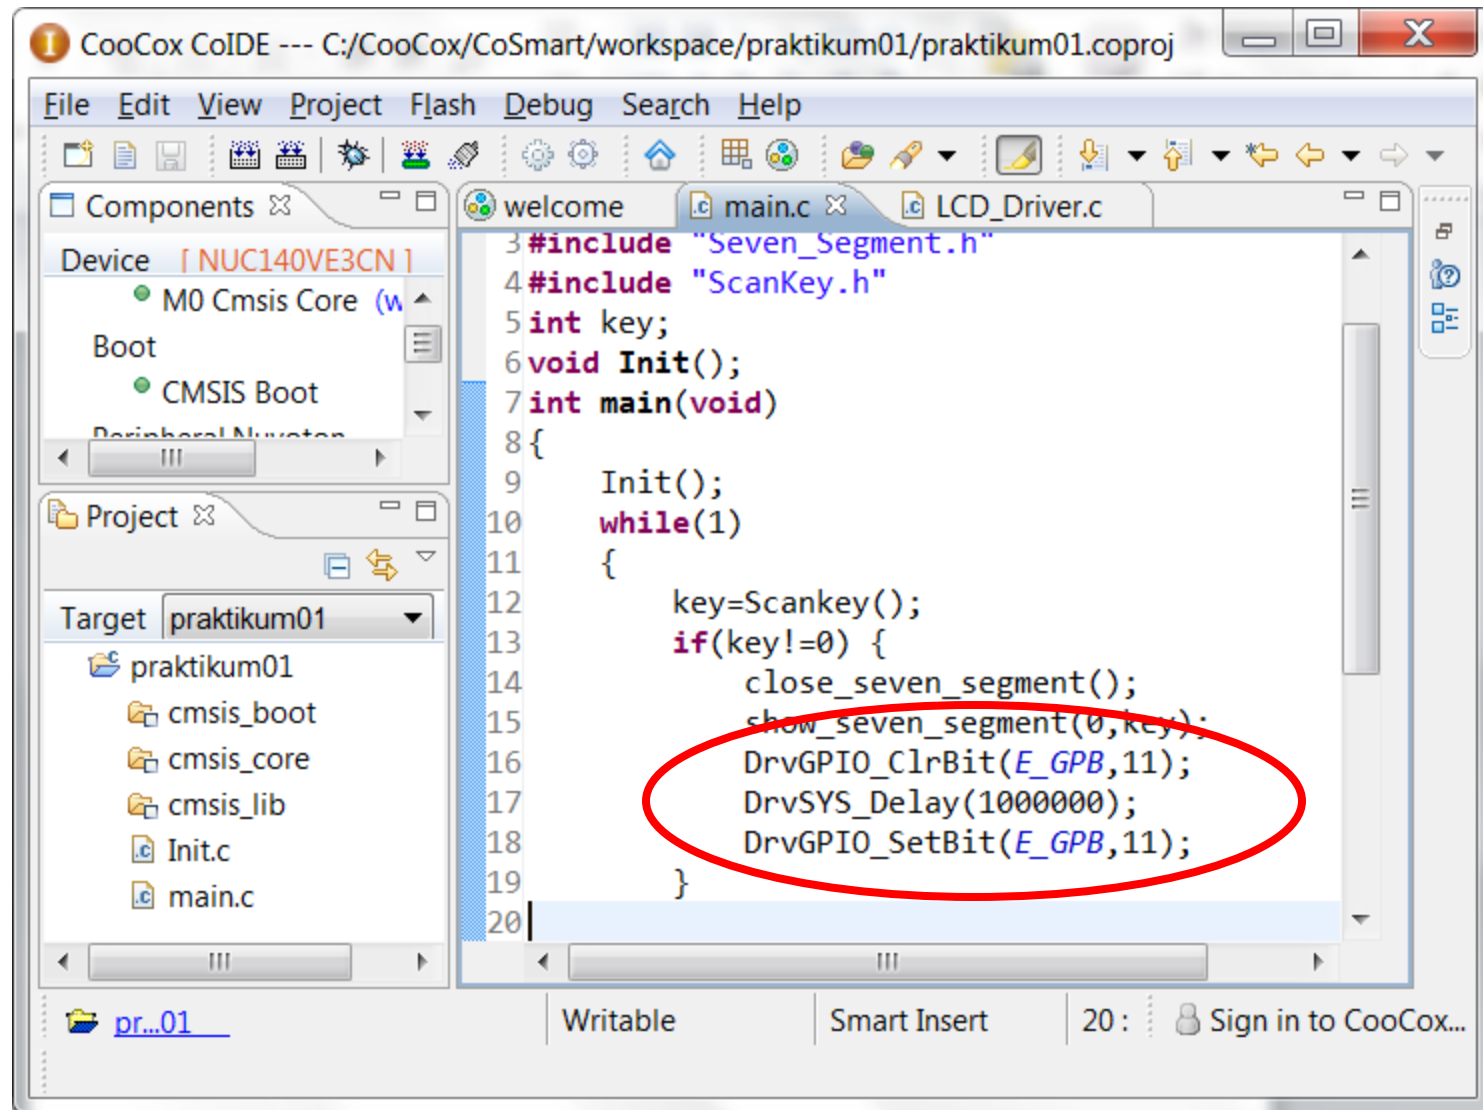 CooCox CoIDE --- C:/CooCox/CoSmart/workspace/praktikum01/praktikum01.coproj
File Edit View Project Flash Debug Search Help
Components
Device [ NUC140VE3CN ]
M0 Cmsis Core (w
Boot
CMSIS Boot
Peripheral Nuvoton
Project
Target praktikum01
praktikum01
cmsis_boot
cmsis_core
cmsis_lib
Init.c
main.c
welcome main.c LCD_Driver.c
3 #include "Seven_Segment.h"
4 #include "ScanKey.h"
5 int key;
6 void Init();
7 int main(void)
8 {
9 Init();
10 while(1)
11 {
12 key=Scankey();
13 if(key!=0) {
14 close_seven_segment();
15 show_seven_segment(0,key);
16 DrvGPIO_ClrBit(E_GPB,11);
17 DrvSYS_Delay(1000000);
18 DrvGPIO_SetBit(E_GPB,11);
19 }
20
pr...01 Writable Smart Insert 20 : Sign in to CooCox...